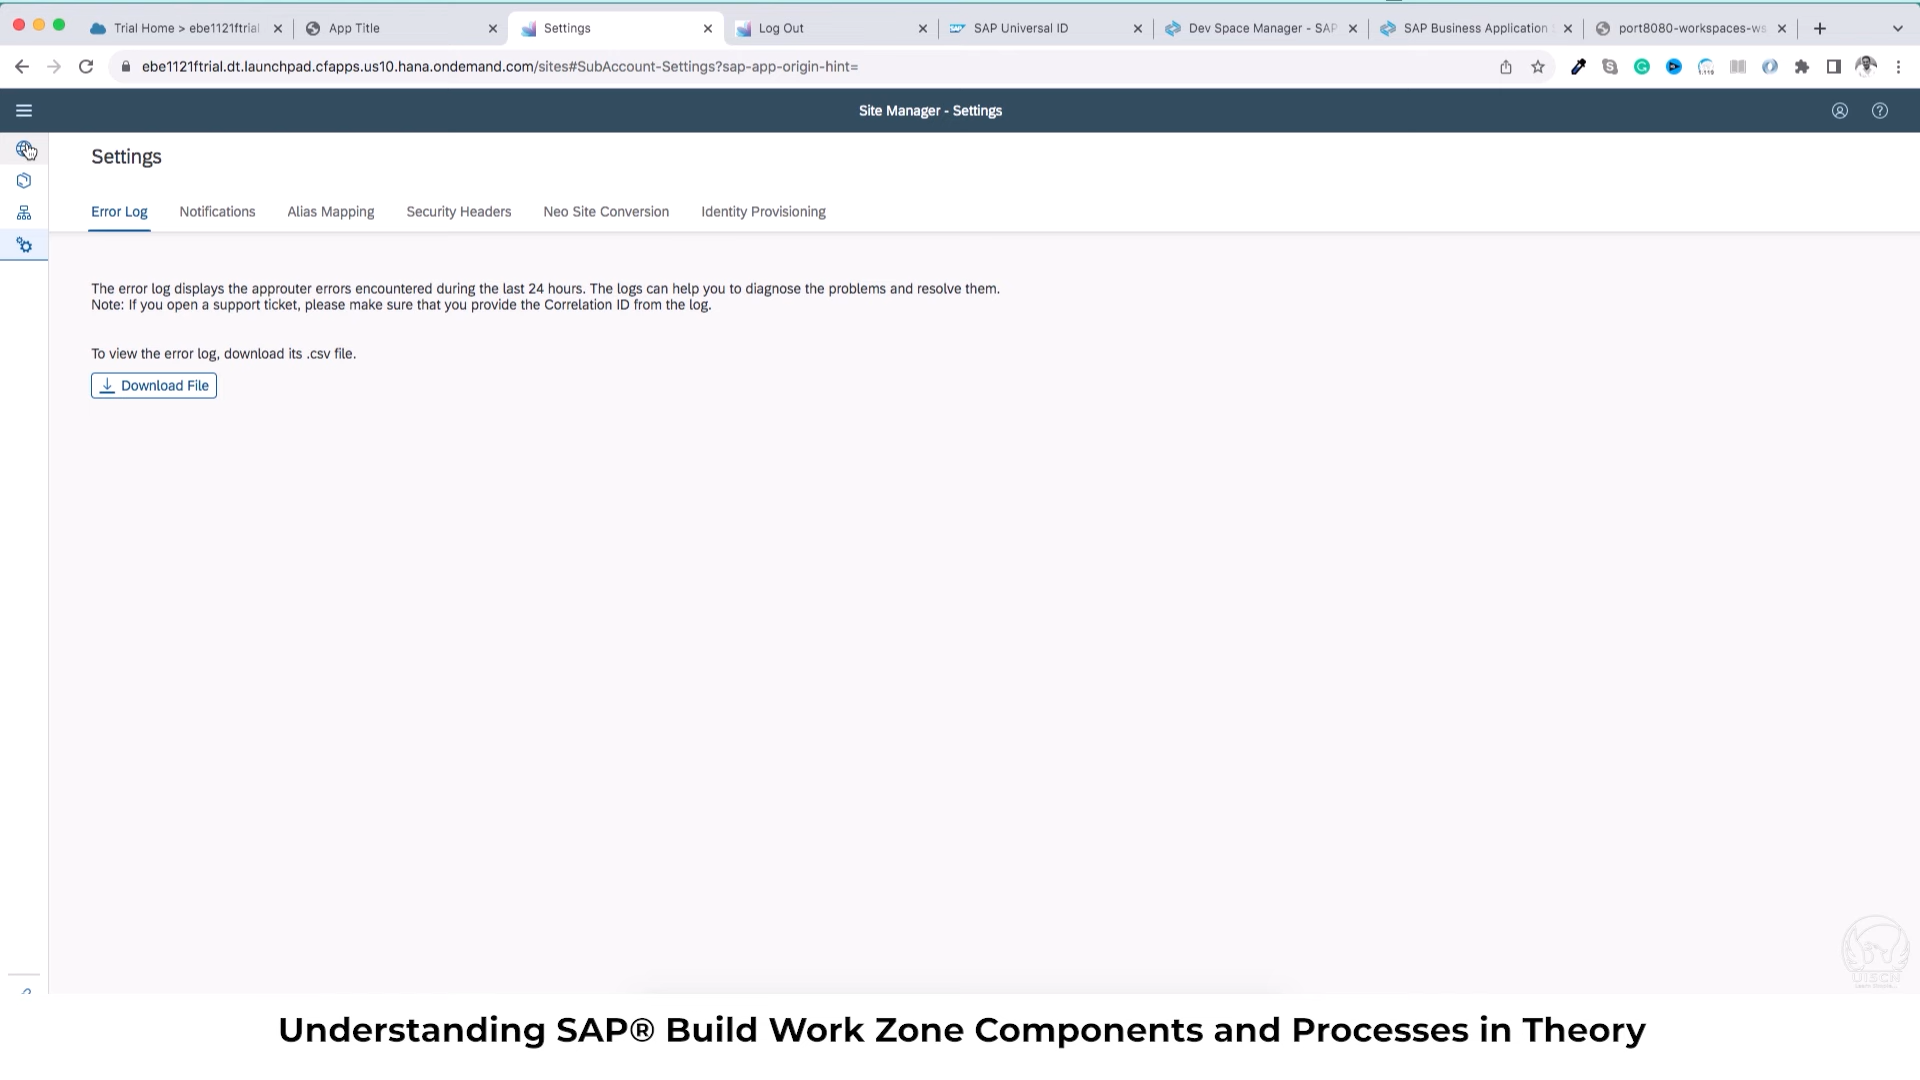 Trial Home > ebe1121ftrial
App Title
Settings
Log Out
SAP Universal ID
Dev Space Manager - SAP
SAP Business Application
port8080-workspaces-ws
ebe1121ftrial.dt.launchpad.cfapps.us10.hana.ondemand.com/sites#SubAccount-Settings?sap-app-origin-hint=
Site Manager - Settings
Settings
Error Log
Notifications
Alias Mapping
Security Headers
Neo Site Conversion
Identity Provisioning
The error log displays the approuter errors encountered during the last 24 hours. The logs can help you to diagnose the problems and resolve them.
Note: If you open a support ticket, please make sure that you provide the Correlation ID from the log.
To view the error log, download its .csv file.
Download File
Understanding SAP® Build Work Zone Components and Processes in Theory